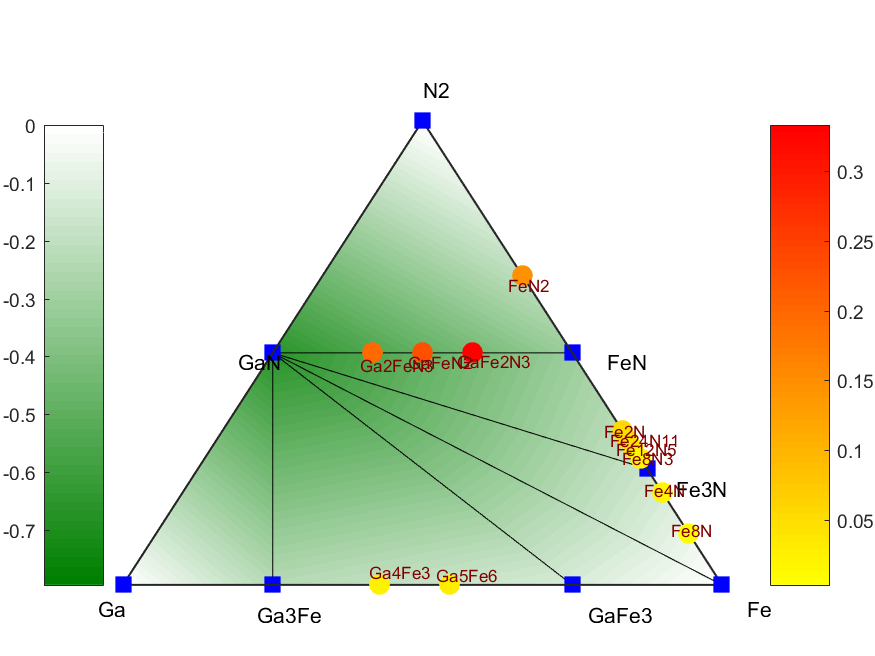 N2
0
-0.1
-0.2
-0.3
-0.4
-0.5
-0.6
-0.7
0.3
0.25
0.2
0.15
0.1
0.05
FeN2
GaN
Ga2FeN3
GaFeN2
GaFe2N3
FeN
Fe2N
Fe24N11
Fe12N5
Fe8N3
Fe4N
Fe3N
Fe8N
Ga4Fe3
Ga5Fe6
Ga
Ga3Fe
GaFe3
Fe